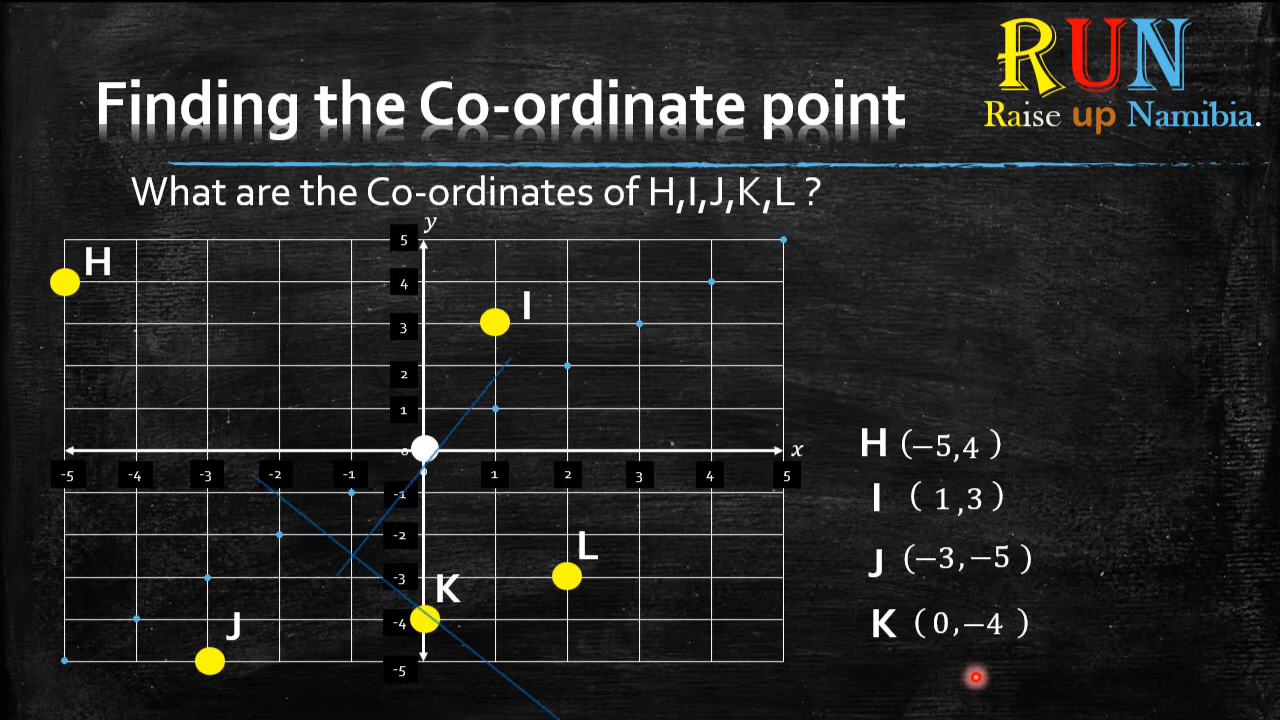 RUN
Raise up Namibia.
Finding the Co-ordinate point
What are the Co-ordinates of H,I,J,K,L ?
y
5
H
4
I
3
2
1
0
x
-5 -4 -3 -2 -1 0 1 2 3 4 5
-1
-2
L
-3
K
-4
J
-5
H (−5,4 )
I ( 1,3 )
J (−3,−5 )
K ( 0,−4 )